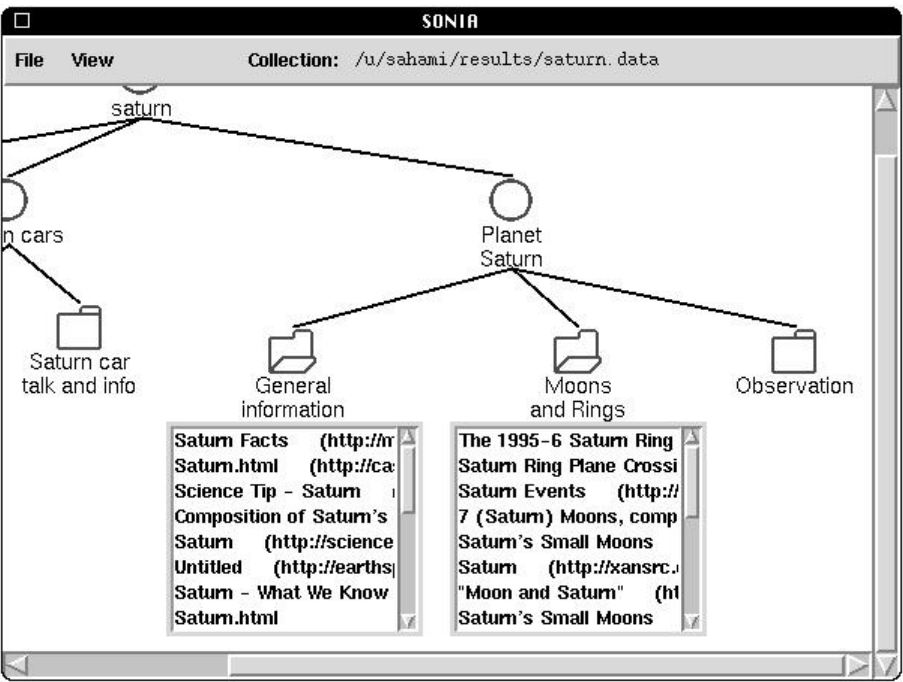 SONIA
File View Collection: /u/sahami/results/saturn.data
saturn
n cars
Planet
Saturn
Saturn car
talk and info
General
information
Moons
and Rings
Observation
Saturn Facts (http://m
Saturn.html (http://ca
Science Tip - Saturn
Composition of Saturn's
Saturn (http://science
Untitled (http://earthsp
Saturn - What We Know
Saturn.html
The 1995-6 Saturn Ring
Saturn Ring Plane Crossi
Saturn Events (http://
7 (Saturn) Moons, comp
Saturn's Small Moons
Saturn (http://xansrc.
"Moon and Saturn" (ht
Saturn's Small Moons